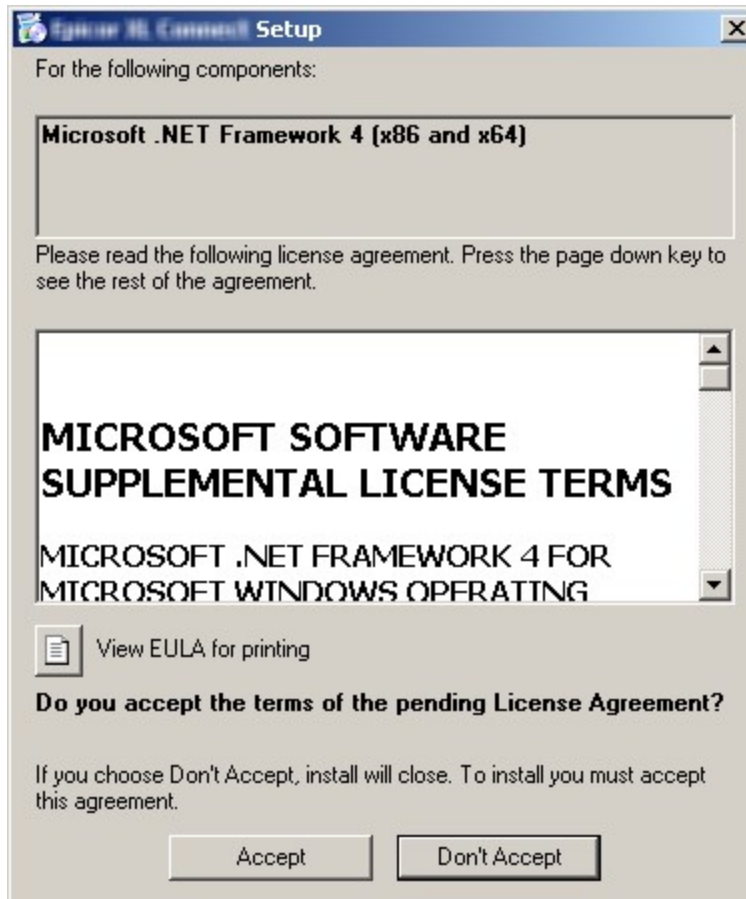 Setup
For the following components:
Microsoft .NET Framework 4 (x86 and x64)
Please read the following license agreement. Press the page down key to
see the rest of the agreement.
MICROSOFT SOFTWARE
SUPPLEMENTAL LICENSE TERMS
MICROSOFT .NET FRAMEWORK 4 FOR
MICROSOFT WINDOWS OPERATING
View EULA for printing
Do you accept the terms of the pending License Agreement?
If you choose Don't Accept, install will close. To install you must accept
this agreement.
Accept
Don't Accept